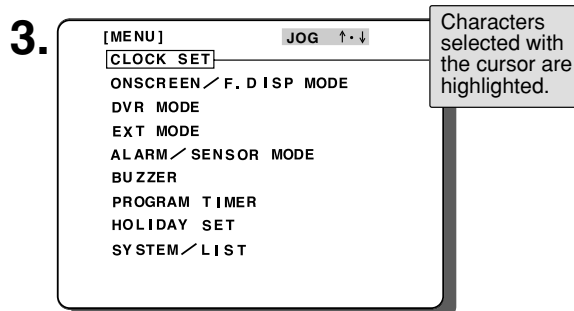 3.
[MENU] JOG ↑・↓
CLOCK SET
ONSCREEN／F. DISP MODE
DVR MODE
EXT MODE
ALARM／SENSOR MODE
BUZZER
PROGRAM TIMER
HOLIDAY SET
SYSTEM／LIST
Characters
selected with
the cursor are
highlighted.